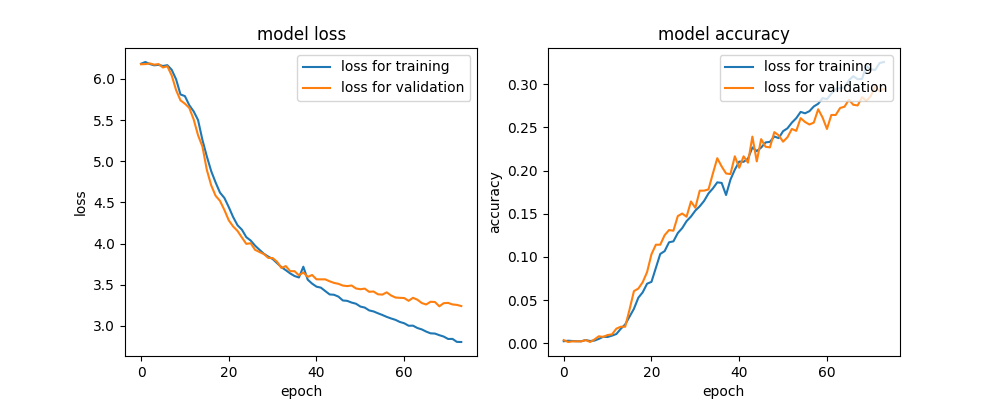 model loss
loss for training
loss for validation
6.0
5.5
5.0
4.5
4.0
3.5
3.0
loss
0
20
40
60
epoch
model accuracy
loss for training
loss for validation
0.30
0.25
0.20
0.15
0.10
0.05
0.00
accuracy
0
20
40
60
epoch